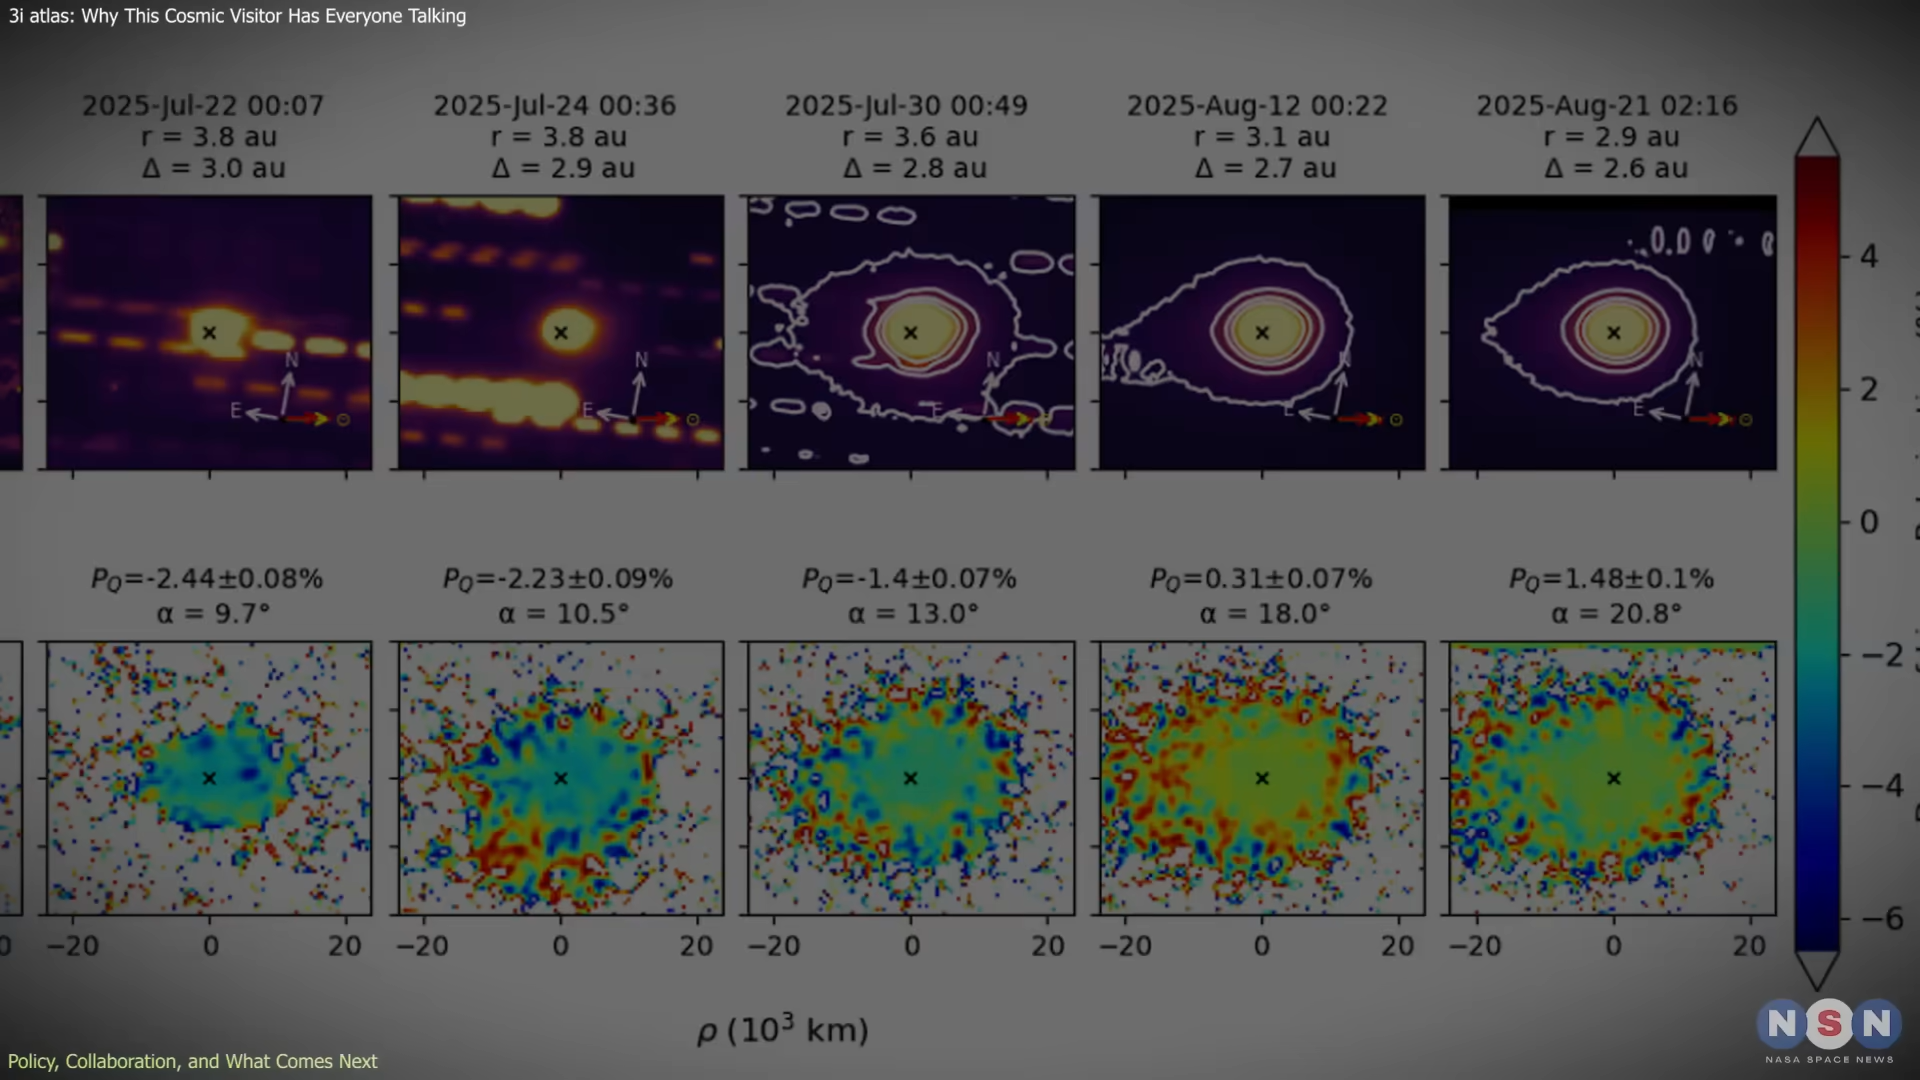 3i atlas: Why This Cosmic Visitor Has Everyone Talking
2025-Jul-22 00:07
r = 3.8 au
Δ = 3.0 au
2025-Jul-24 00:36
r = 3.8 au
Δ = 2.9 au
2025-Jul-30 00:49
r = 3.6 au
Δ = 2.8 au
2025-Aug-12 00:22
r = 3.1 au
Δ = 2.7 au
2025-Aug-21 02:16
r = 2.9 au
Δ = 2.6 au
N
E
N
E
N
E
N
E
N
E
4
2
0
−2
−4
−6
P_Q=-2.44±0.08%
α = 9.7°
P_Q=-2.23±0.09%
α = 10.5°
P_Q=-1.4±0.07%
α = 13.0°
P_Q=0.31±0.07%
α = 18.0°
P_Q=1.48±0.1%
α = 20.8°
−20 0 20
−20 0 20
−20 0 20
−20 0 20
−20 0 20
ρ (10³ km)
NSN
NASA SPACE NEWS
Policy, Collaboration, and What Comes Next